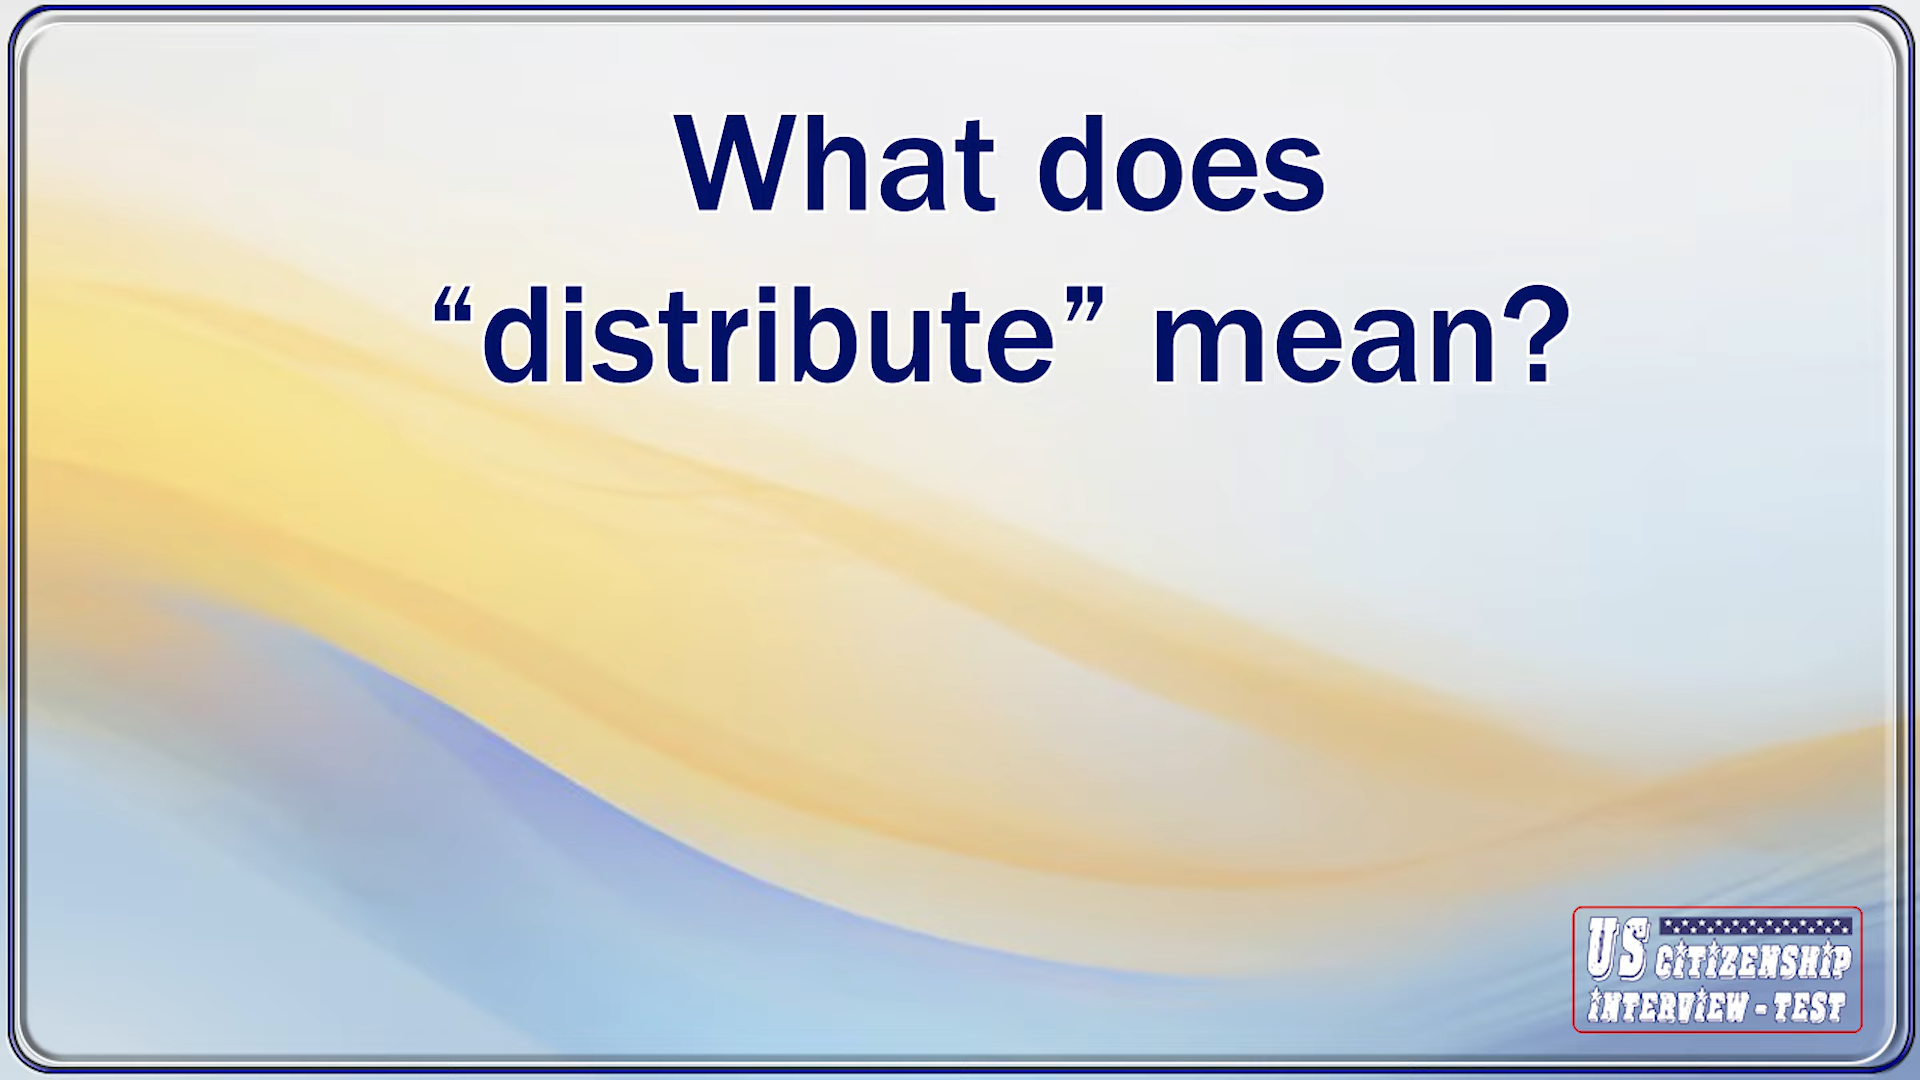 What does
“distribute” mean?
US CITIZENSHIP
INTERVIEW - TEST